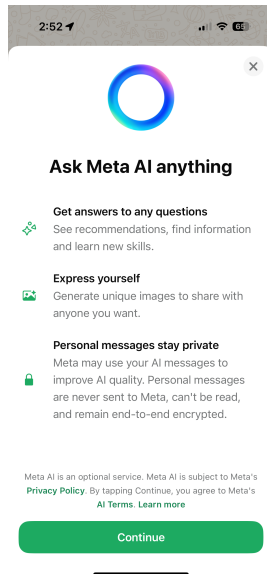 2:52
65
Ask Meta AI anything
Get answers to any questions
See recommendations, find information
and learn new skills.
Express yourself
Generate unique images to share with
anyone you want.
Personal messages stay private
Meta may use your AI messages to
improve AI quality. Personal messages
are never sent to Meta, can't be read,
and remain end-to-end encrypted.
Meta AI is an optional service. Meta AI is subject to Meta's
Privacy Policy. By tapping Continue, you agree to Meta's
AI Terms. Learn more
Continue